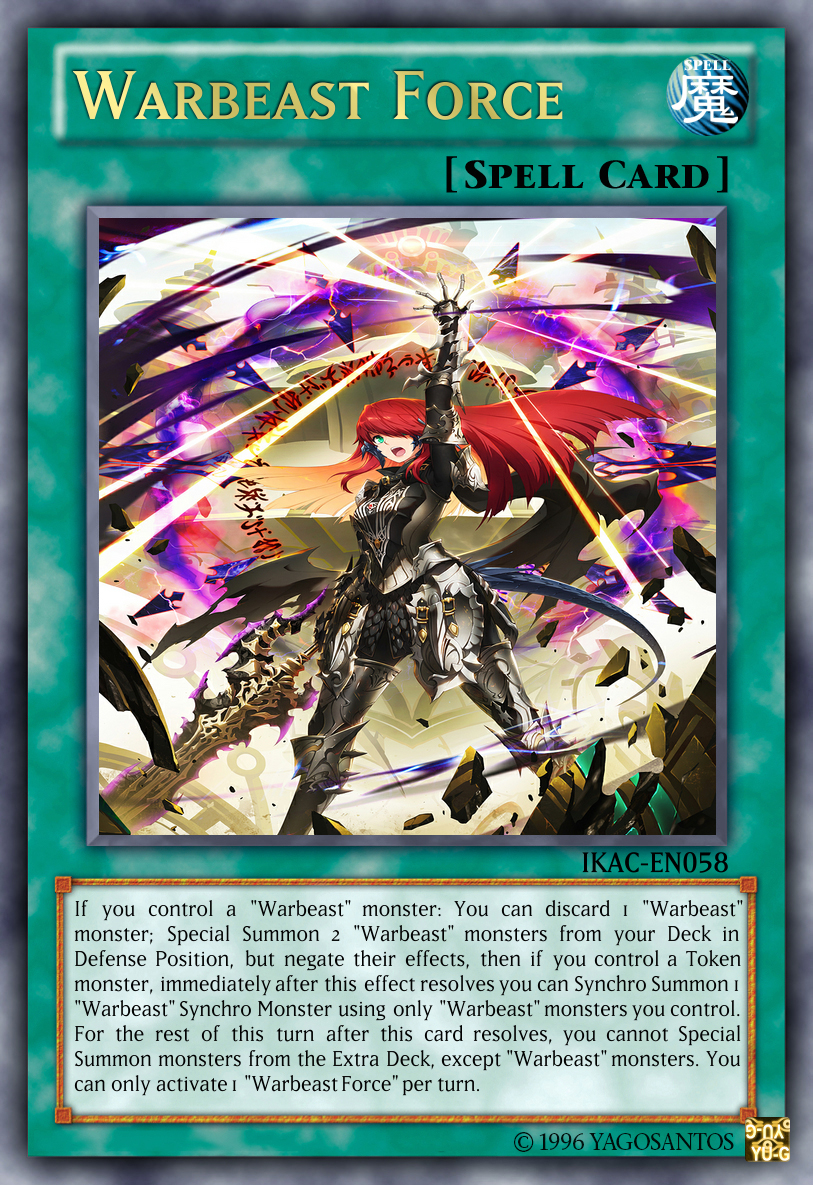 WARBEAST FORCE
SPELL
魔
[SPELL CARD]
IKAC-EN058
If you control a "Warbeast" monster: You can discard 1 "Warbeast"
monster; Special Summon 2 "Warbeast" monsters from your Deck in
Defense Position, but negate their effects, then if you control a Token
monster, immediately after this effect resolves you can Synchro Summon 1
"Warbeast" Synchro Monster using only "Warbeast" monsters you control.
For the rest of this turn after this card resolves, you cannot Special
Summon monsters from the Extra Deck, except "Warbeast" monsters. You
can only activate 1 "Warbeast Force" per turn.
© 1996 YAGOSANTOS